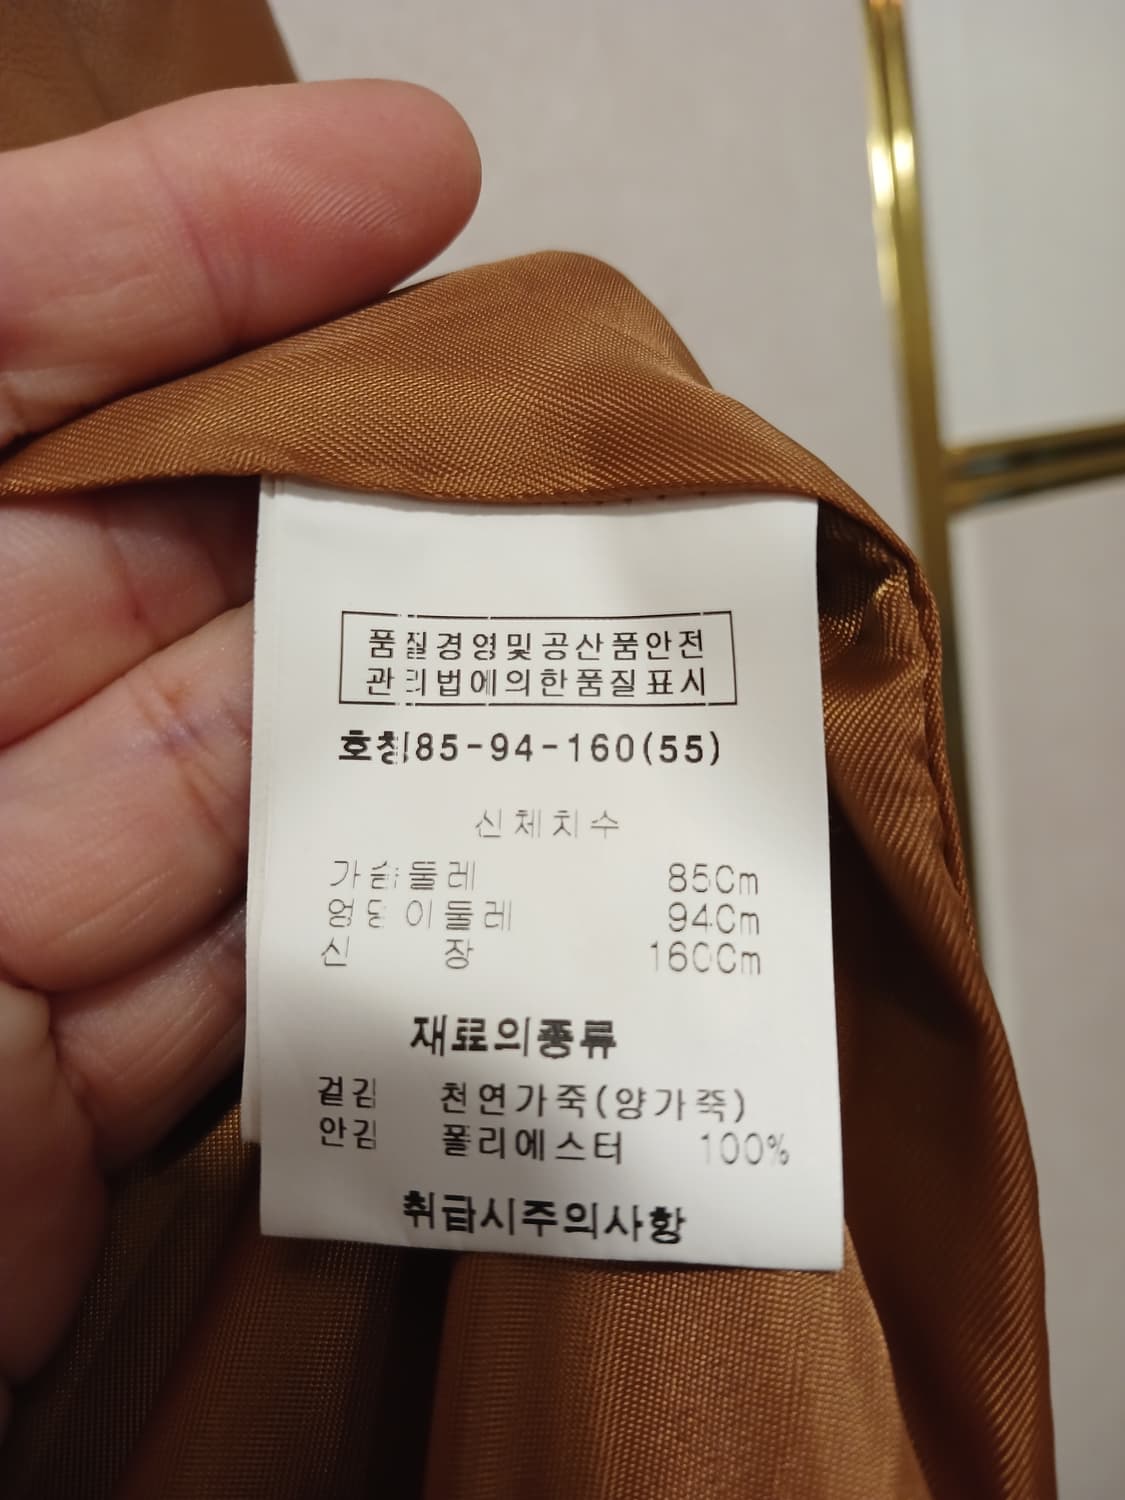 품질경영및공산품안전
관리법에의한품질표시
호칭85-94-160(55)
신체치수
가슴둘레 85Cm
엉덩이둘레 94Cm
신 장 160Cm
재료의종류
겉감 천연가죽(양가죽)
안감 폴리에스터 100%
취급시주의사항